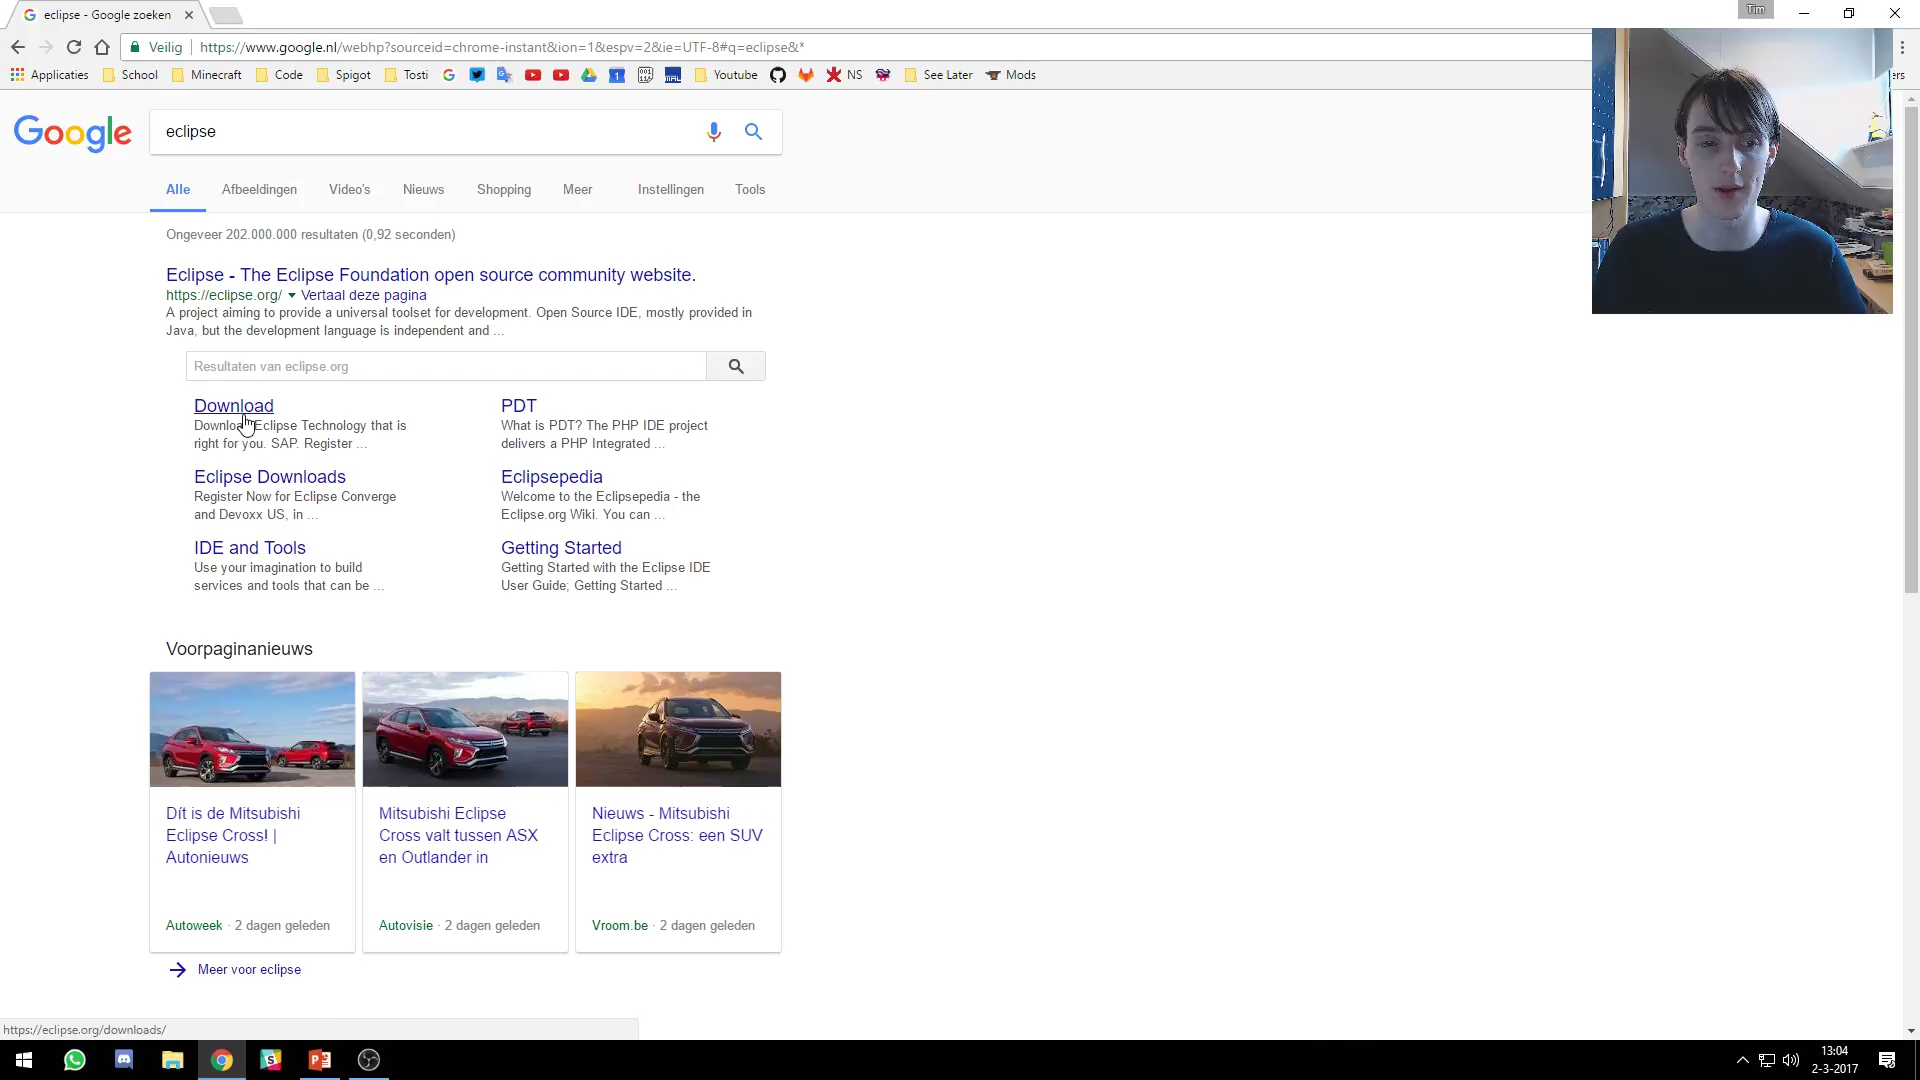 eclipse - Google zoeken
Tim
Veilig
https://www.google.nl/webhp?sourceid=chrome-instant&ion=1&espv=2&ie=UTF-8#q=eclipse&*
Applicaties School Minecraft Code Spigot Tosti Youtube NS See Later Mods
Google
eclipse
Alle Afbeeldingen Video's Nieuws Shopping Meer Instellingen Tools
Ongeveer 202.000.000 resultaten (0,92 seconden)
Eclipse - The Eclipse Foundation open source community website.
https://eclipse.org/ Vertaal deze pagina
A project aiming to provide a universal toolset for development. Open Source IDE, mostly provided in
Java, but the development language is independent and ...
Resultaten van eclipse.org
Download
Download Eclipse Technology that is
right for you. SAP. Register ...
PDT
What is PDT? The PHP IDE project
delivers a PHP Integrated ...
Eclipse Downloads
Register Now for Eclipse Converge
and Devoxx US, in ...
Eclipsepedia
Welcome to the Eclipsepedia - the
Eclipse.org Wiki. You can ...
IDE and Tools
Use your imagination to build
services and tools that can be ...
Getting Started
Getting Started with the Eclipse IDE
User Guide; Getting Started ...
Voorpaginanieuws
Dít is de Mitsubishi
Eclipse Cross! |
Autonieuws
Autoweek · 2 dagen geleden
Mitsubishi Eclipse
Cross valt tussen ASX
en Outlander in
Autovisie · 2 dagen geleden
Nieuws - Mitsubishi
Eclipse Cross: een SUV
extra
Vroom.be · 2 dagen geleden
Meer voor eclipse
https://eclipse.org/downloads/
13:04
2-3-2017